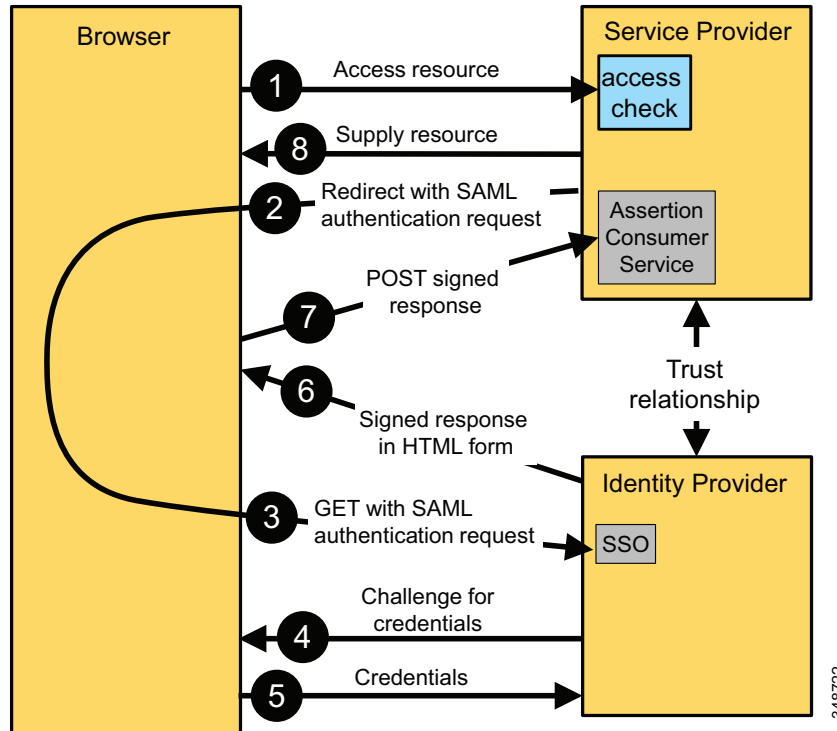 Browser
Service Provider
1
Access resource
access
check
8
Supply resource
2
Redirect with SAML
authentication request
Assertion
Consumer
Service
POST signed
response
7
Trust
relationship
6
Signed response
in HTML form
Identity Provider
3
GET with SAML
authentication request
SSO
4
Challenge for
credentials
5
Credentials
348722